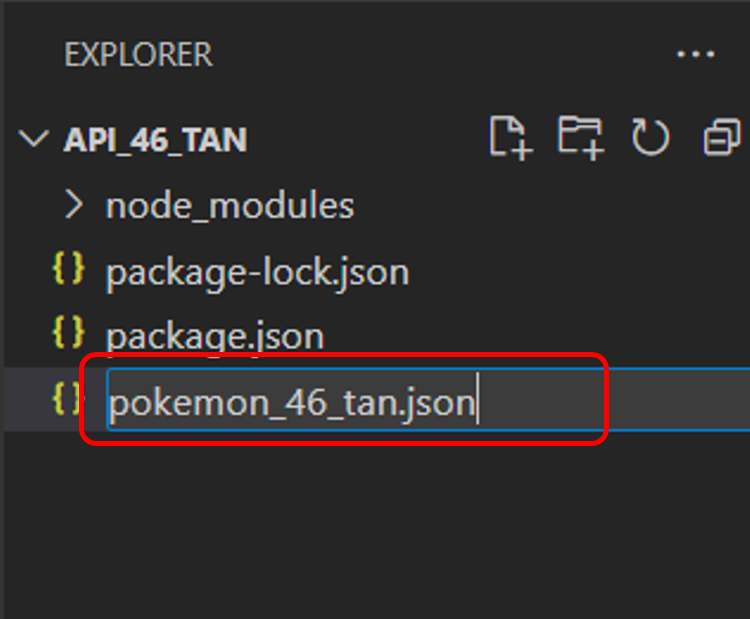 EXPLORER
API_46_TAN
node_modules
{} package-lock.json
{} package.json
{} pokemon_46_tan.json